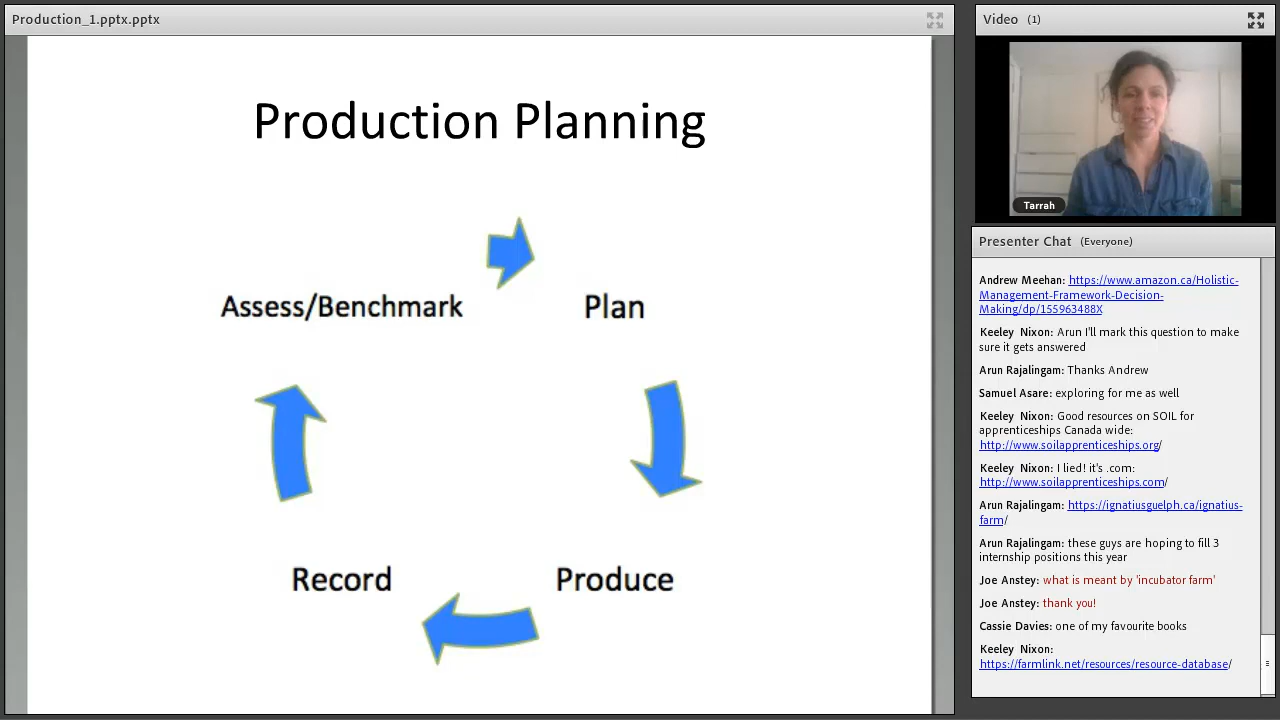 Production_1.pptx.pptx
Production Planning
Assess/Benchmark
Plan
Record
Produce
Video (1)
Tarrah
Presenter Chat (Everyone)
Andrew Meehan: https://www.amazon.ca/Holistic-
Management-Framework-Decision-
Making/dp/155963488X
Keeley Nixon: Arun I'll mark this question to make
sure it gets answered
Arun Rajalingam: Thanks Andrew
Samuel Asare: exploring for me as well
Keeley Nixon: Good resources on SOIL for
apprenticeships Canada wide:
http://www.soilapprenticeships.org/
Keeley Nixon: I lied! it's .com:
http://www.soilapprenticeships.com/
Arun Rajalingam: https://ignatiusguelph.ca/ignatius-
farm/
Arun Rajalingam: these guys are hoping to fill 3
internship positions this year
Joe Anstey: what is meant by 'incubator farm'
Joe Anstey: thank you!
Cassie Davies: one of my favourite books
Keeley Nixon:
https://farmlink.net/resources/resource-database/